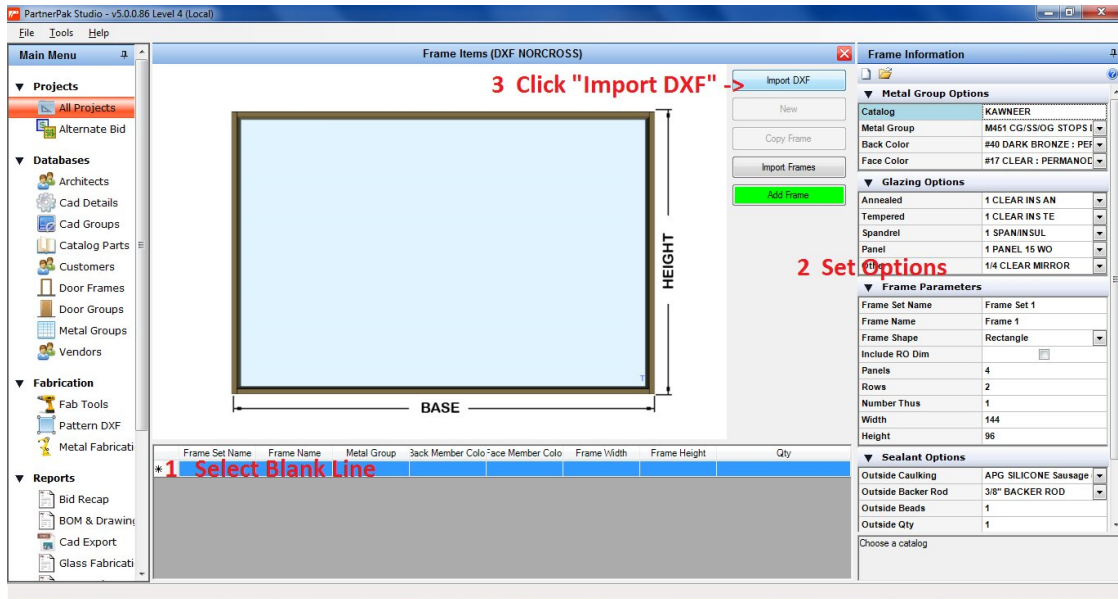 PartnerPak Studio - v5.0.0.86 Level 4 (Local)
File Tools Help
Main Menu
Projects
All Projects
Alternate Bid
Databases
Architects
Cad Details
Cad Groups
Catalog Parts
Customers
Door Frames
Door Groups
Metal Groups
Vendors
Fabrication
Fab Tools
Pattern DXF
Metal Fabricati
Reports
Bid Recap
BOM & Drawing
Cad Export
Glass Fabricati
Frame Items (DXF NORCROSS)
3 Click "Import DXF" ->
Import DXF
New
Copy Frame
Import Frames
Add Frame
HEIGHT
T
BASE
2 Set Options
Frame Set Name Frame Name Metal Group Back Member Colo Face Member Colo Frame Width Frame Height Qty
* 1 Select Blank Line
Frame Information
Metal Group Options
Catalog KAWNEER
Metal Group M451 CG/SS/OG STOPS
Back Color #40 DARK BRONZE : PER
Face Color #17 CLEAR : PERMANOD
Glazing Options
Annealed 1 CLEAR INS AN
Tempered 1 CLEAR INS TE
Spandrel 1 SPAN/INSUL
Panel 1 PANEL 15 WO
Other 1/4 CLEAR MIRROR
Frame Parameters
Frame Set Name Frame Set 1
Frame Name Frame 1
Frame Shape Rectangle
Include RO Dim
Panels 4
Rows 2
Number Thus 1
Width 144
Height 96
Sealant Options
Outside Caulking APG SILICONE Sausage
Outside Backer Rod 3/8" BACKER ROD
Outside Beads 1
Outside Qty 1
Choose a catalog